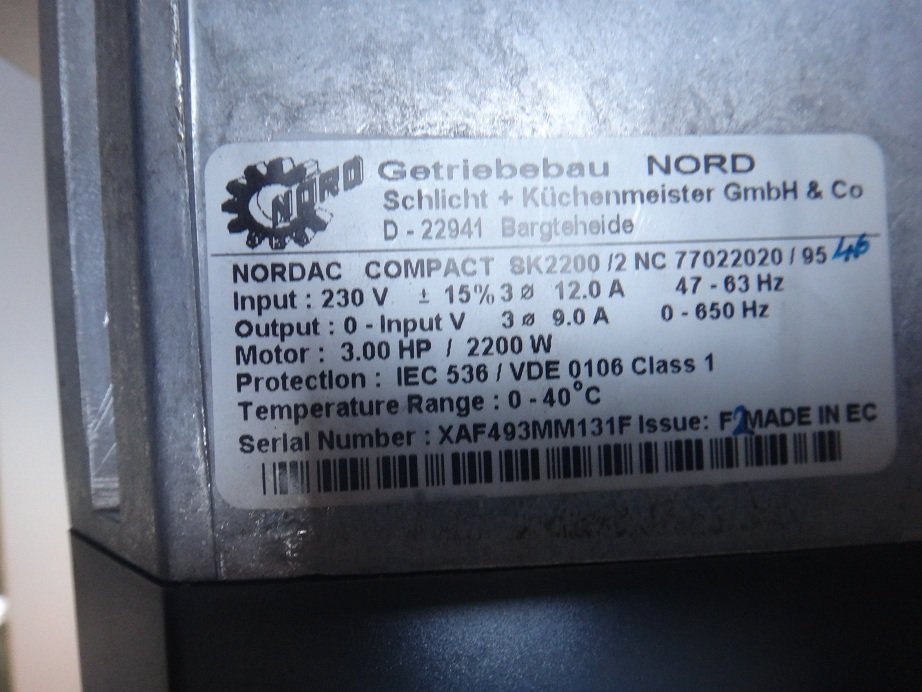 NORD
Getriebebau NORD
Schlicht + Küchenmeister GmbH & Co
D - 22941 Bargteheide
NORDAC COMPACT SK2200 /2 NC 77022020 / 95 46
Input : 230 V ± 15% 3 ø 12.0 A 47 - 63 Hz
Output : 0 - Input V 3 ø 9.0 A 0 - 650 Hz
Motor : 3.00 HP / 2200 W
Protection : IEC 536 / VDE 0106 Class 1
Temperature Range : 0 - 40°C
Serial Number : XAF493MM131F Issue: F2 MADE IN EC